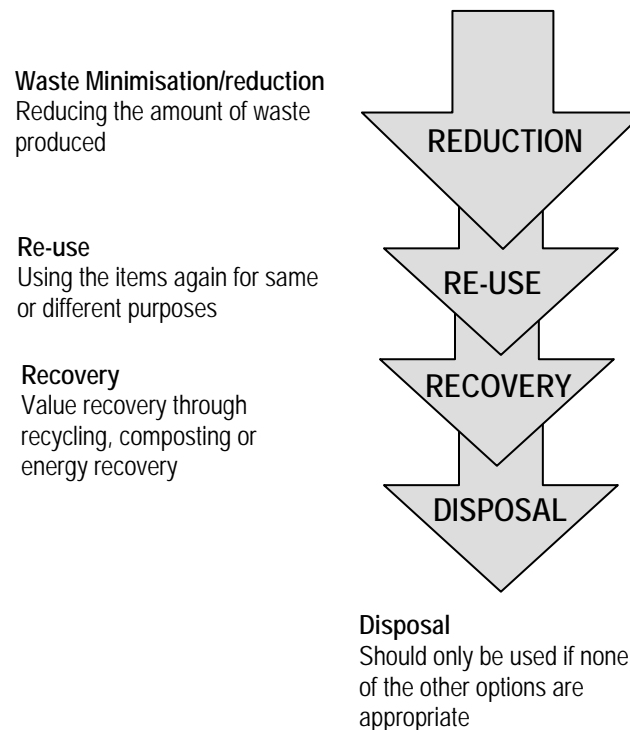 Waste Minimisation/reduction
Reducing the amount of waste
produced
REDUCTION
Re-use
Using the items again for same
or different purposes
RE-USE
Recovery
Value recovery through
recycling, composting or
energy recovery
RECOVERY
DISPOSAL
Disposal
Should only be used if none
of the other options are
appropriate